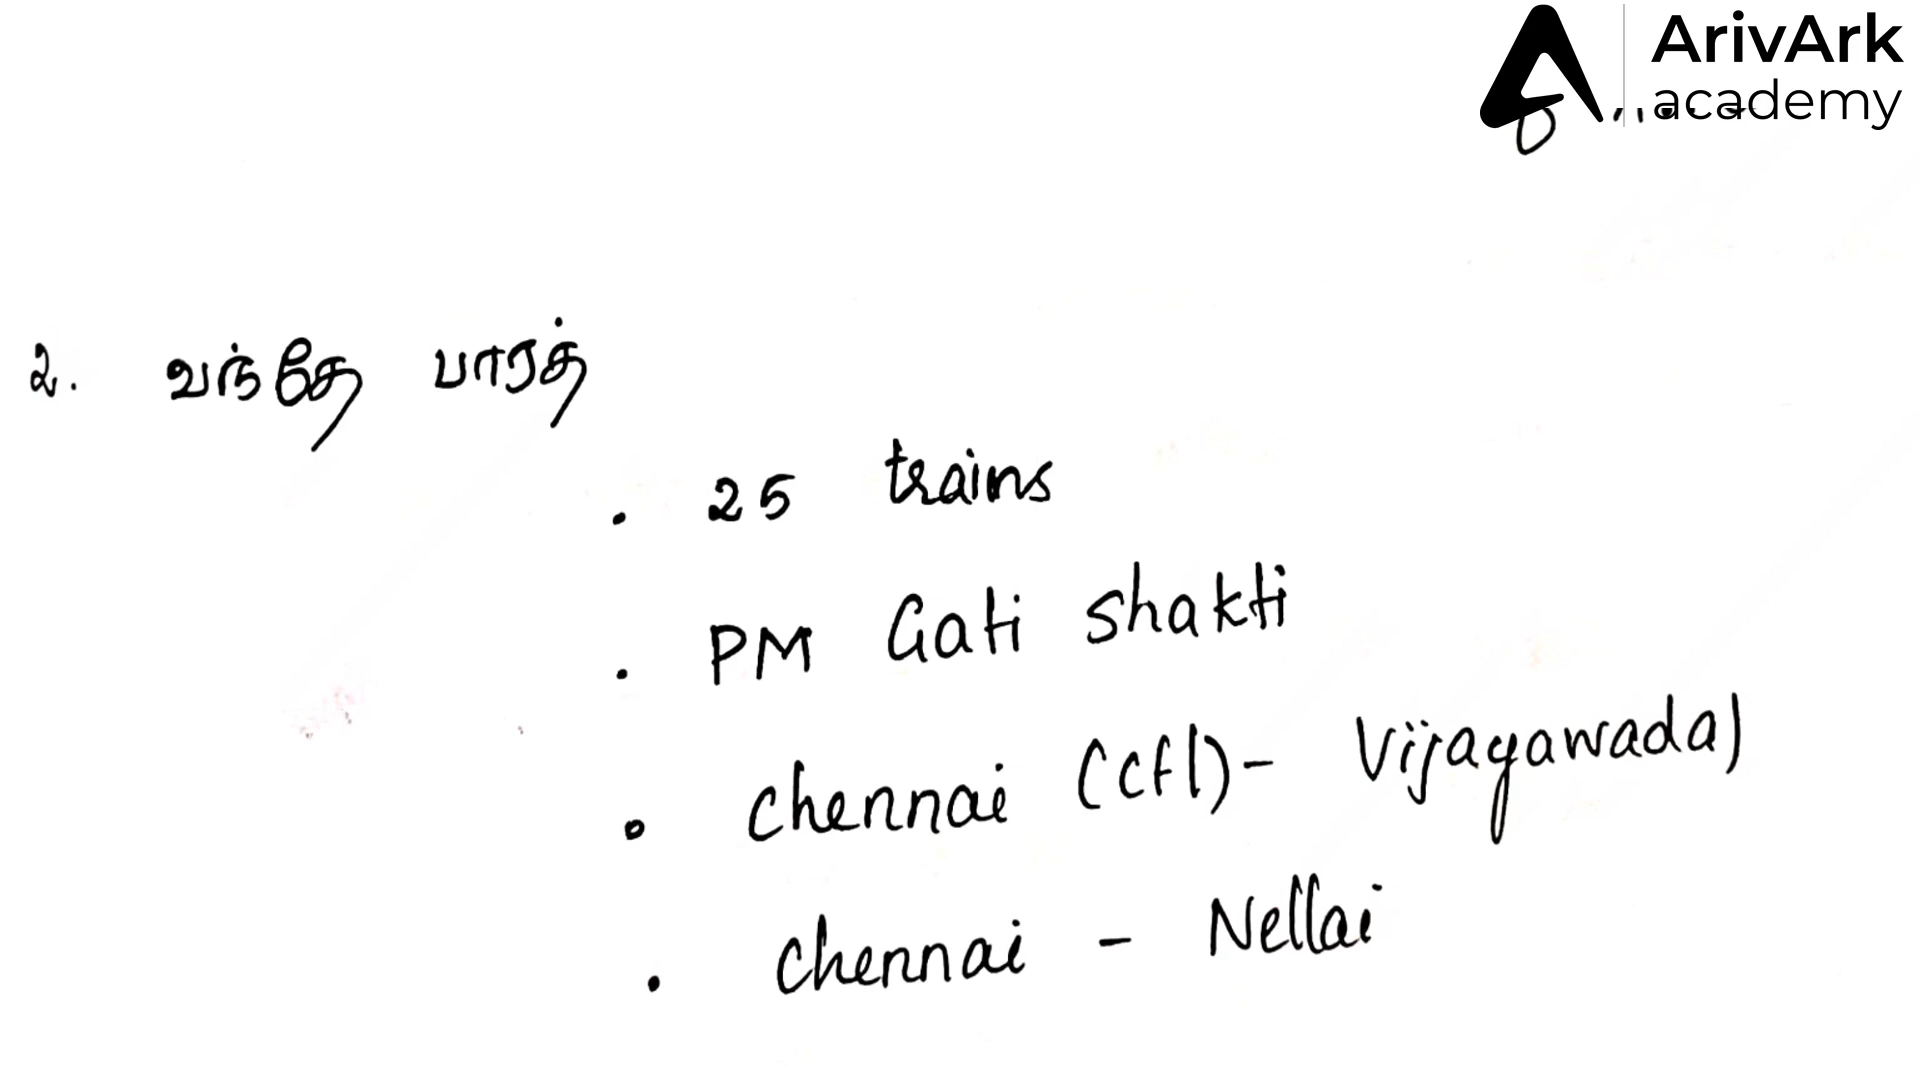 ArivArk
academy
2. வந்தே பாரத்
. 25 trains
. PM Gati shakti
. chennai (cfl) - Vijayawada)
. chennai - Nellai